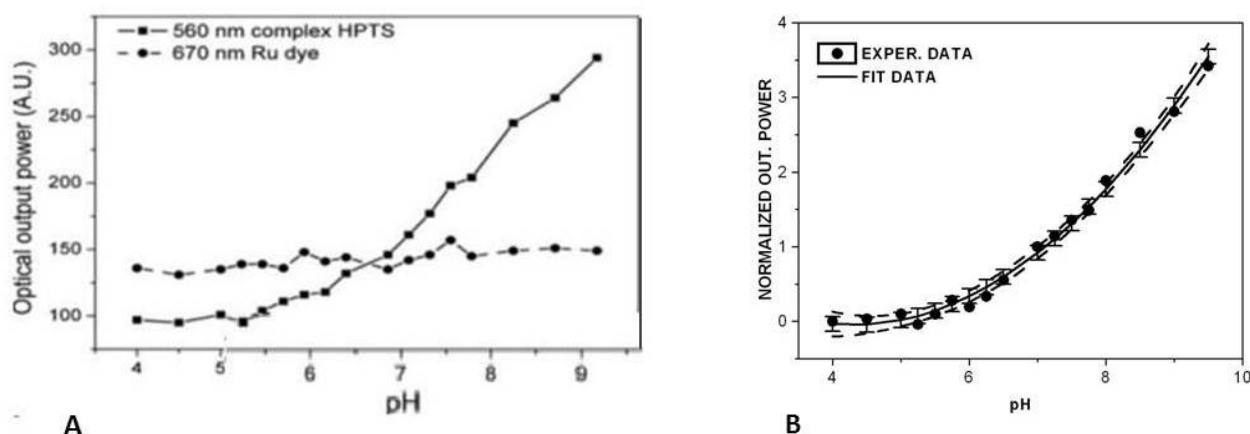 560 nm complex HPTS
670 nm Ru dye
Optical output power (A.U.)
300
250
200
150
100
4 5 6 7 8 9
pH
A
EXPER. DATA
FIT DATA
NORMALIZED OUT. POWER
4
3
2
1
0
4 6 8 10
pH
B